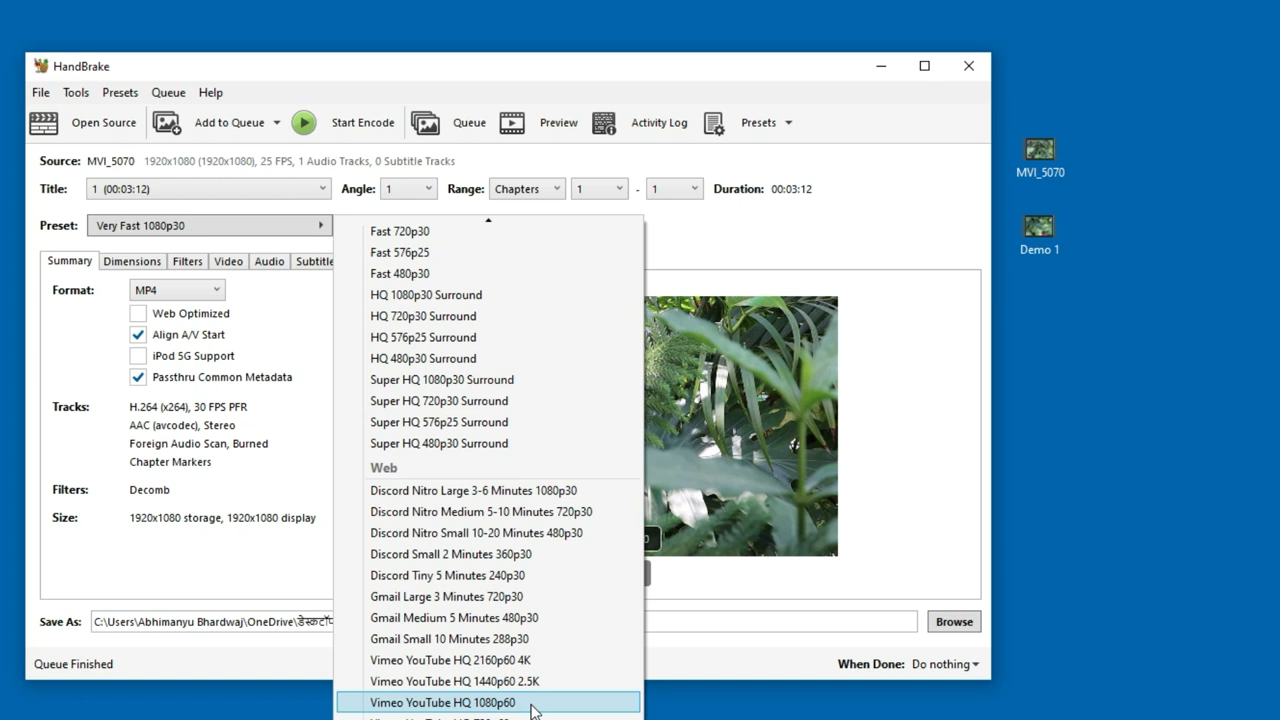 HandBrake
File Tools Presets Queue Help
Open Source Add to Queue Start Encode Queue Preview Activity Log Presets
Source: MVI_5070 1920x1080 (1920x1080), 25 FPS, 1 Audio Tracks, 0 Subtitle Tracks
Title: 1 (00:03:12) Angle: 1 Range: Chapters 1 - 1 Duration: 00:03:12
Preset: Very Fast 1080p30
Summary Dimensions Filters Video Audio Subtitle
Format: MP4
Web Optimized
Align A/V Start
iPod 5G Support
Passthru Common Metadata
Tracks: H.264 (x264), 30 FPS PFR
AAC (avcodec), Stereo
Foreign Audio Scan, Burned
Chapter Markers
Filters: Decomb
Size: 1920x1080 storage, 1920x1080 display
Fast 720p30
Fast 576p25
Fast 480p30
HQ 1080p30 Surround
HQ 720p30 Surround
HQ 576p25 Surround
HQ 480p30 Surround
Super HQ 1080p30 Surround
Super HQ 720p30 Surround
Super HQ 576p25 Surround
Super HQ 480p30 Surround
Web
Discord Nitro Large 3-6 Minutes 1080p30
Discord Nitro Medium 5-10 Minutes 720p30
Discord Nitro Small 10-20 Minutes 480p30
Discord Small 2 Minutes 360p30
Discord Tiny 5 Minutes 240p30
Gmail Large 3 Minutes 720p30
Gmail Medium 5 Minutes 480p30
Gmail Small 10 Minutes 288p30
Vimeo YouTube HQ 2160p60 4K
Vimeo YouTube HQ 1440p60 2.5K
Vimeo YouTube HQ 1080p60
Save As: C:\Users\Abhimanyu Bhardwaj\OneDrive\डेस्कटॉप Browse
Queue Finished When Done: Do nothing
MVI_5070
Demo 1